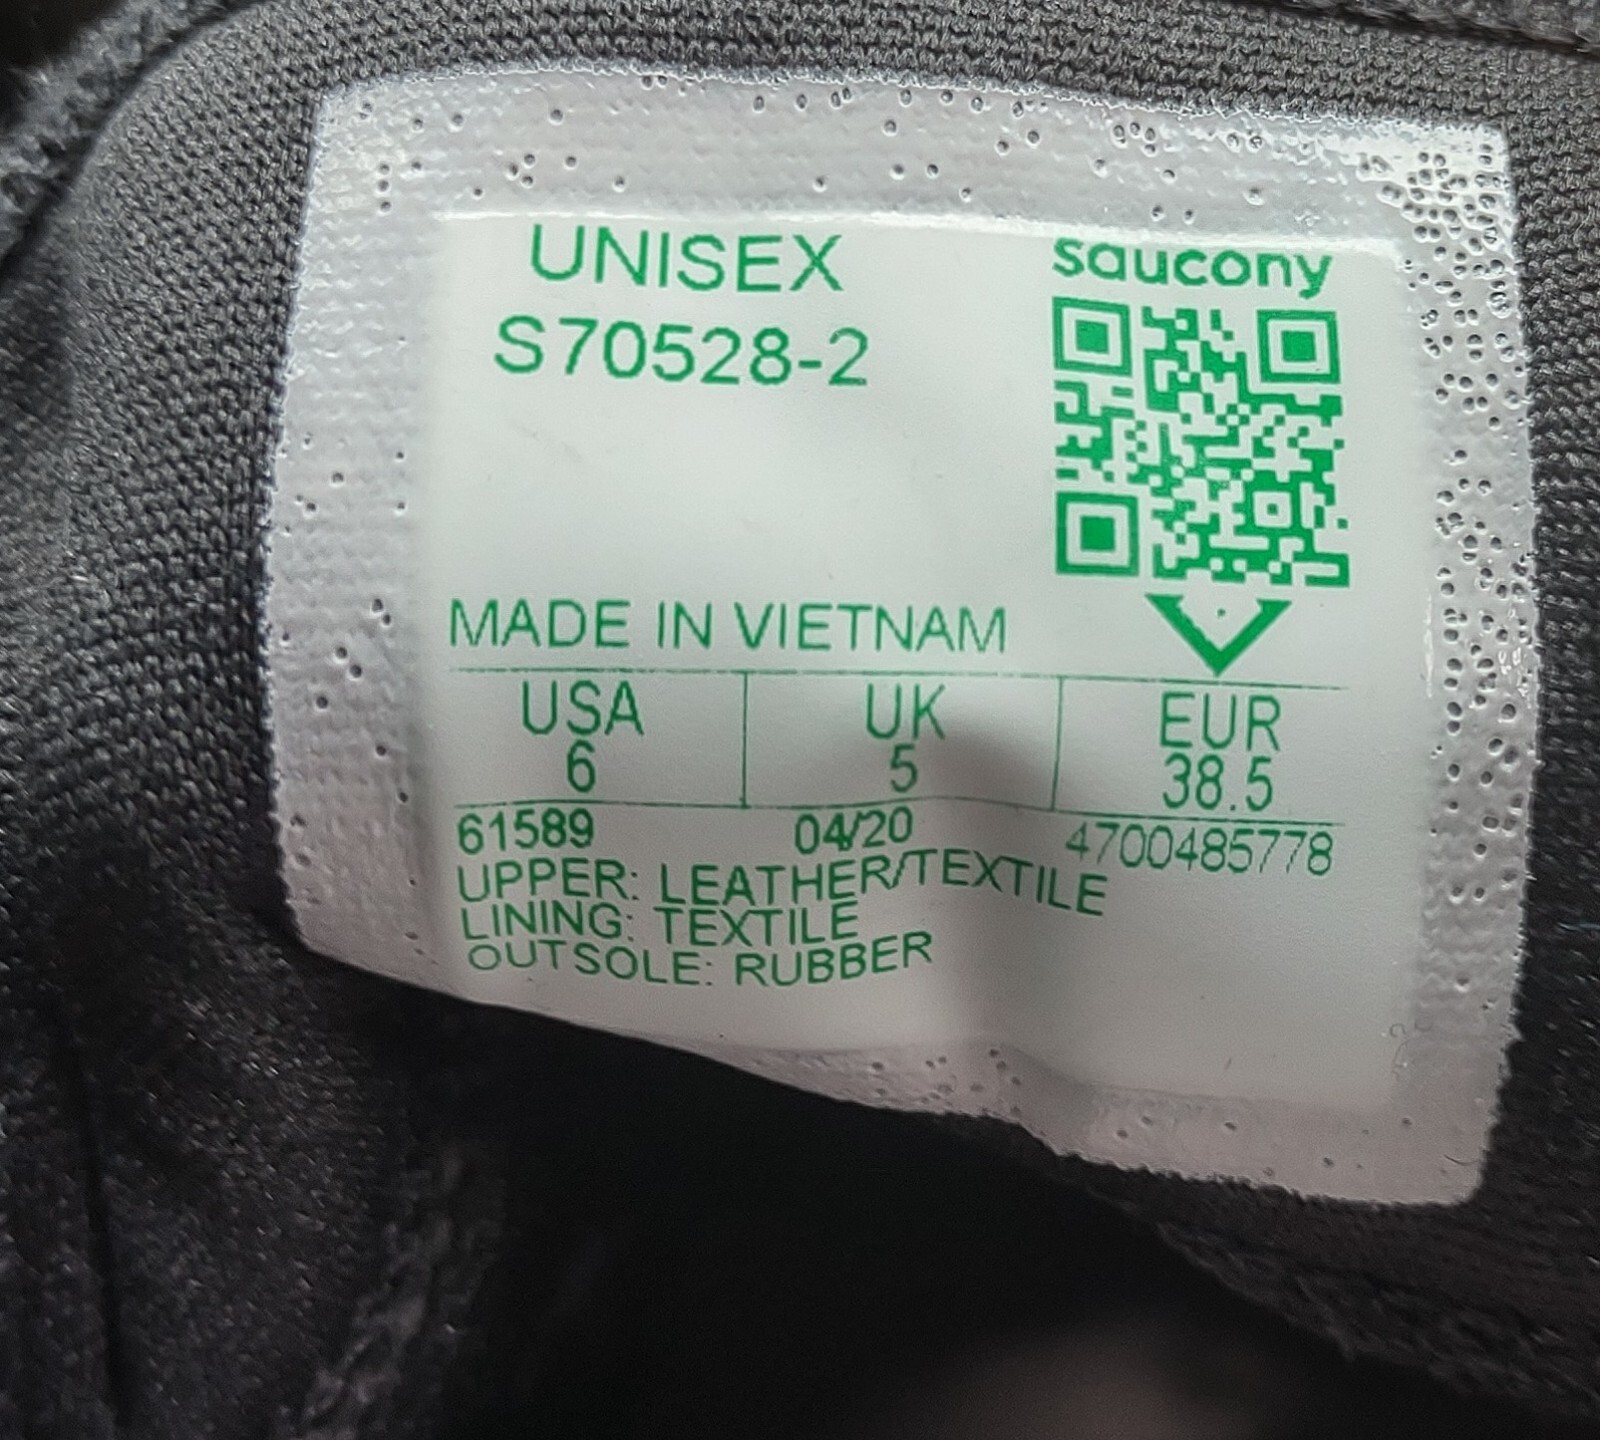 UNISEX
saucony
S70528-2
MADE IN VIETNAM
USA UK EUR
6 5 38.5
61589 04/20 4700485778
UPPER: LEATHER/TEXTILE
LINING: TEXTILE
OUTSOLE: RUBBER